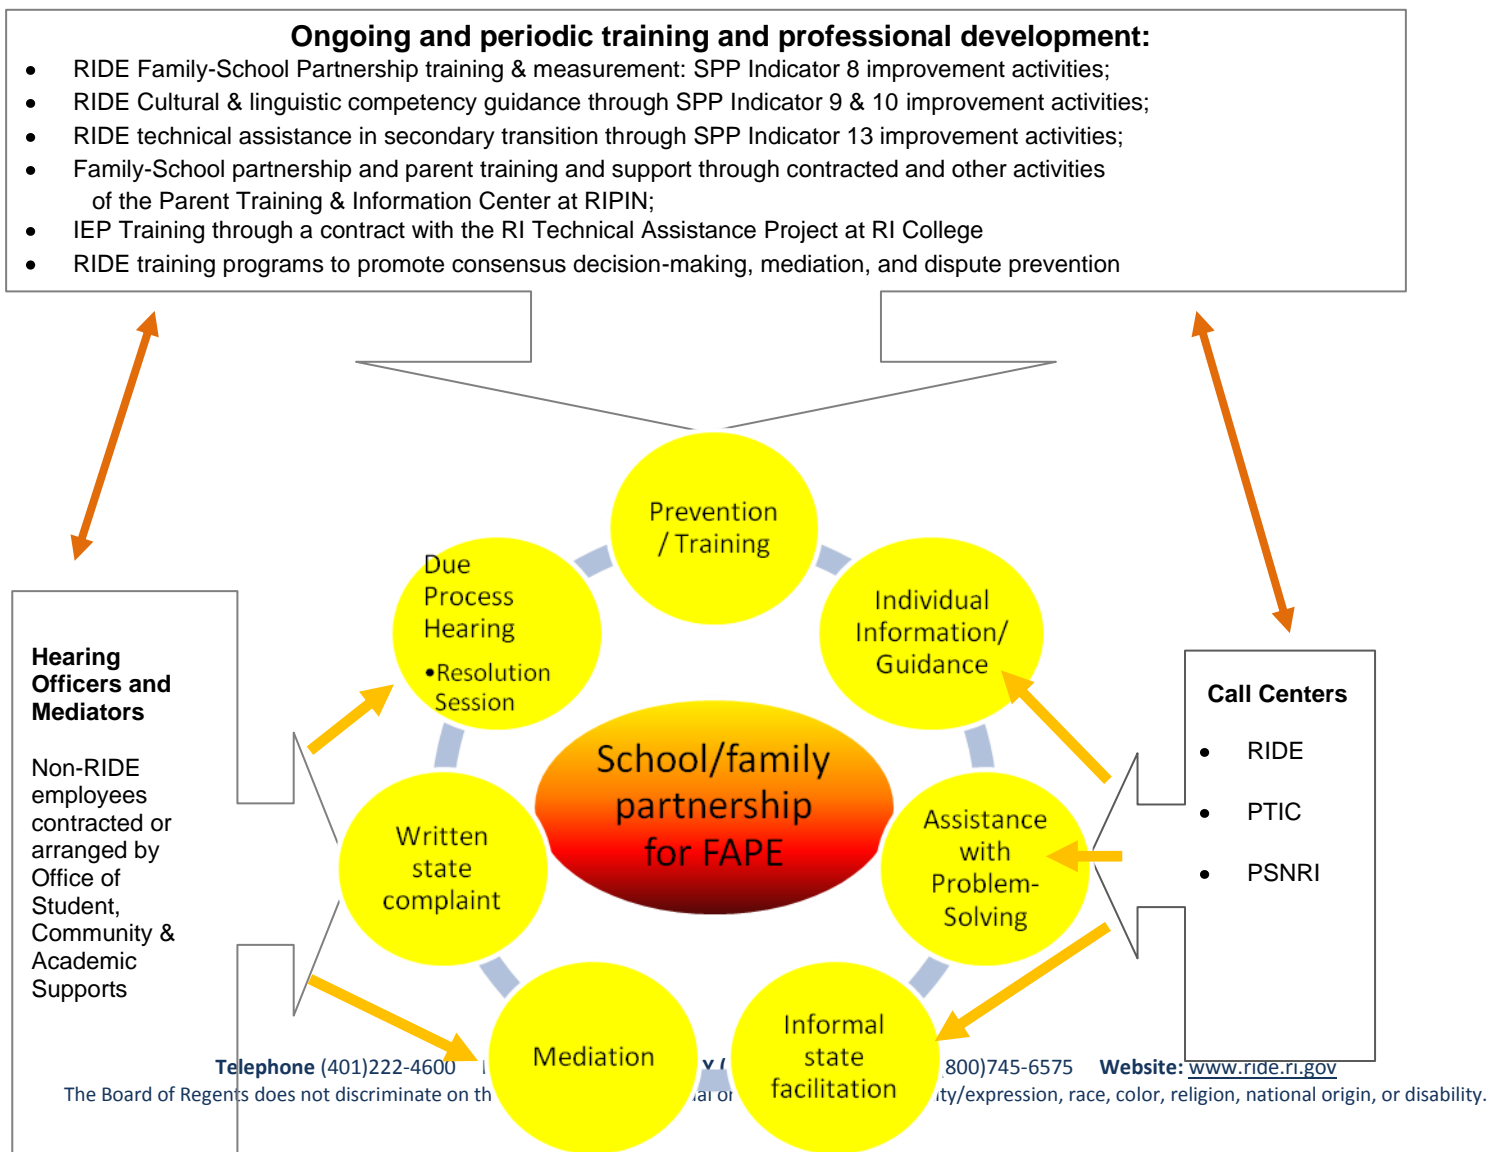 Ongoing and periodic training and professional development:
• RIDE Family-School Partnership training & measurement: SPP Indicator 8 improvement activities;
• RIDE Cultural & linguistic competency guidance through SPP Indicator 9 & 10 improvement activities;
• RIDE technical assistance in secondary transition through SPP Indicator 13 improvement activities;
• Family-School partnership and parent training and support through contracted and other activities
of the Parent Training & Information Center at RIPIN;
• IEP Training through a contract with the RI Technical Assistance Project at RI College
• RIDE training programs to promote consensus decision-making, mediation, and dispute prevention
Prevention
/ Training
Due
Process
Hearing
•Resolution
Session
Individual
Information/
Guidance
Hearing
Officers and
Mediators
Non-RIDE
employees
contracted or
arranged by
Office of
Student,
Community &
Academic
Supports
School/family
partnership
for FAPE
Call Centers
• RIDE
• PTIC
• PSNRI
Written
state
complaint
Assistance
with
Problem-
Solving
Mediation
Informal
state
facilitation
Telephone (401)222-4600 800)745-6575 Website: www.ride.ri.gov
The Board of Regents does not discriminate on ity/expression, race, color, religion, national origin, or disability.